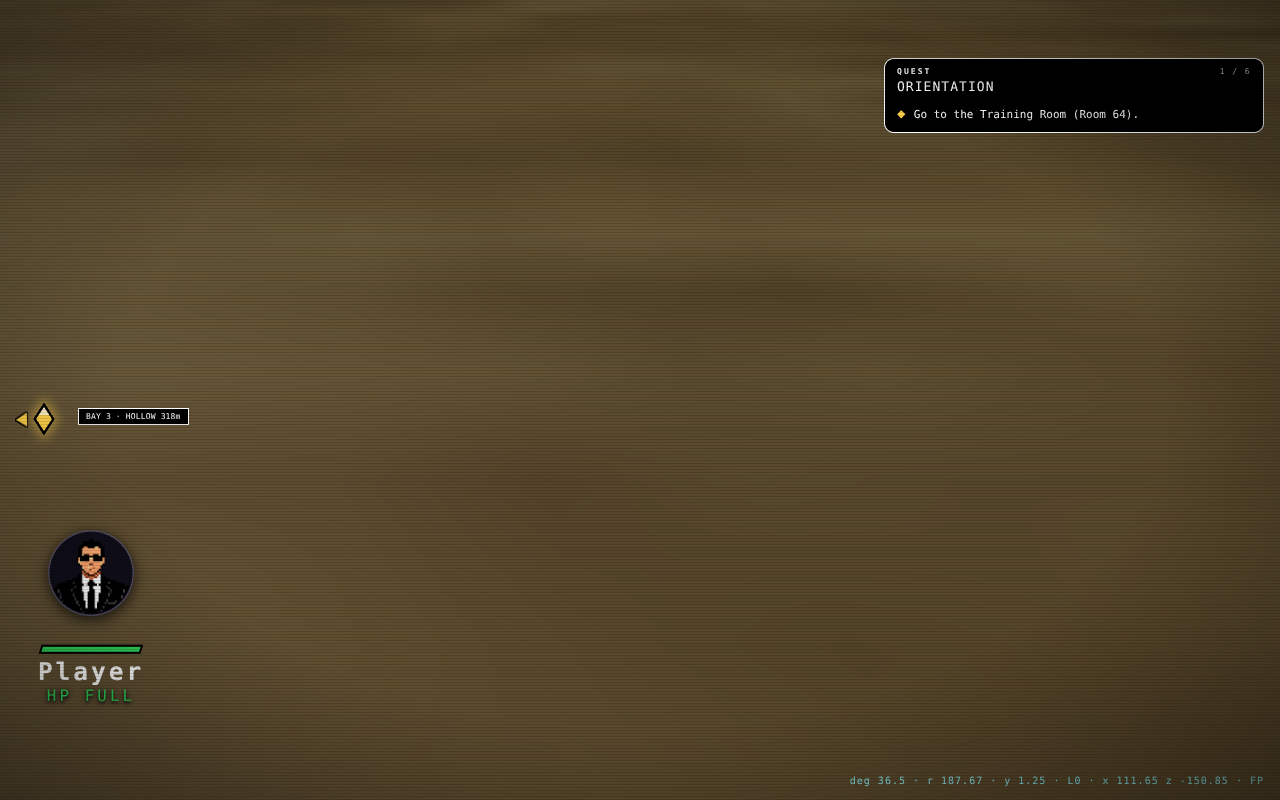 QUEST 1 / 6
ORIENTATION
◆ Go to the Training Room (Room 64).
BAY 3 · HOLLOW 318m
Player
HP FULL
deg 36.5 · r 187.67 · y 1.25 · L0 · x 111.65 z -150.85 · FP